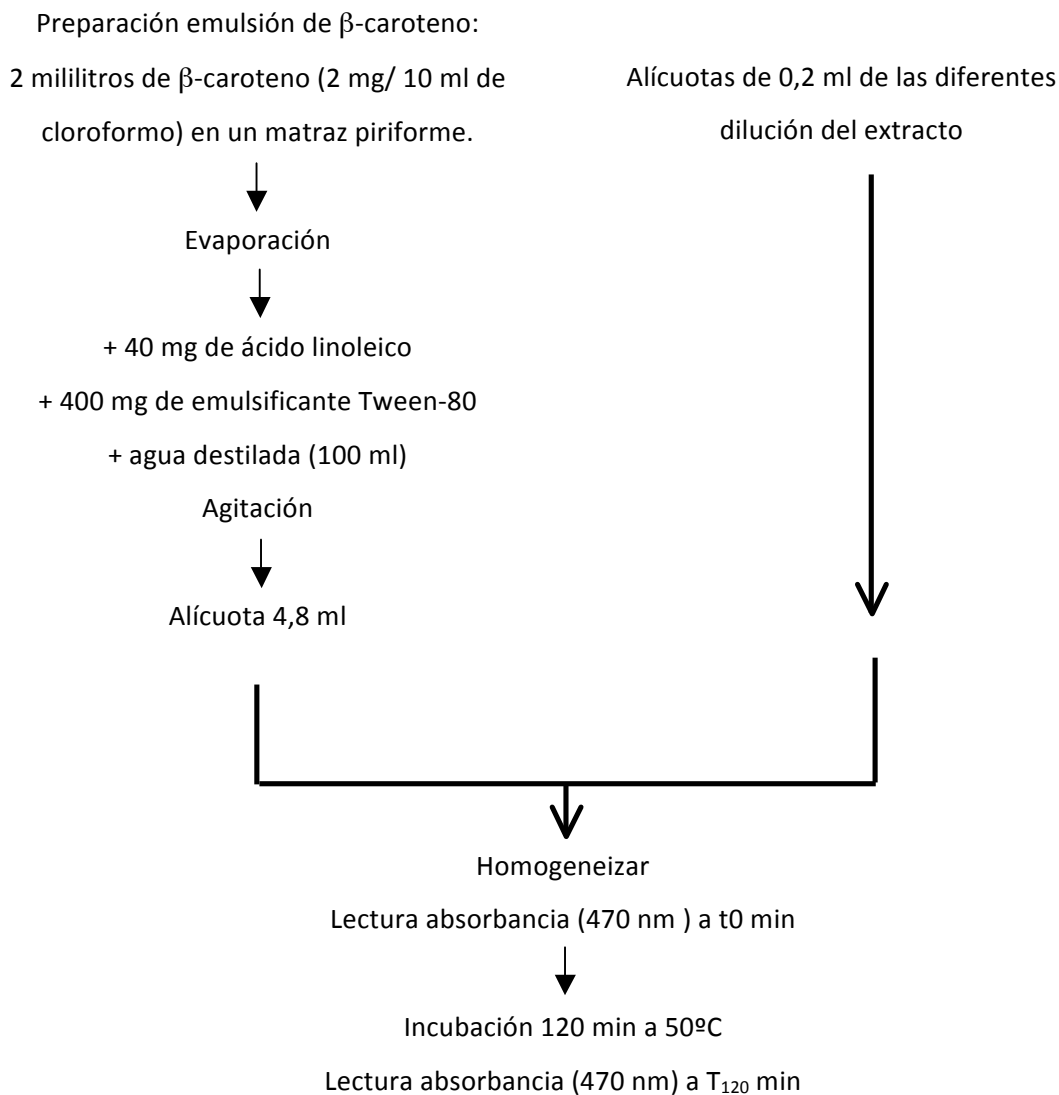 Preparación emulsión de β-caroteno:
2 mililitros de β-caroteno (2 mg/ 10 ml de
cloroformo) en un matraz piriforme.
Evaporación
+ 40 mg de ácido linoleico
+ 400 mg de emulsificante Tween-80
+ agua destilada (100 ml)
Agitación
Alícuota 4,8 ml
Alícuotas de 0,2 ml de las diferentes
dilución del extracto
Homogeneizar
Lectura absorbancia (470 nm ) a t0 min
Incubación 120 min a 50ºC
Lectura absorbancia (470 nm) a T₁₂₀ min